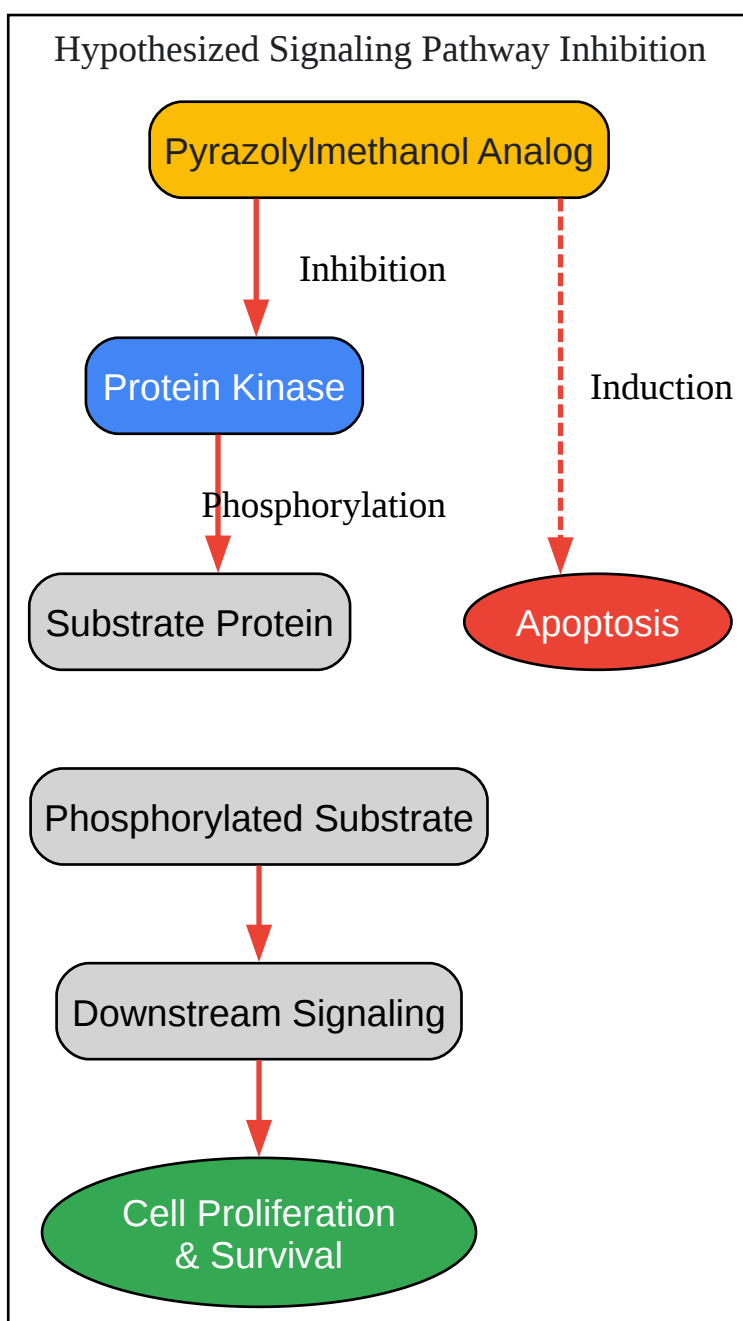 Hypothesized Signaling Pathway Inhibition
Pyrazolylmethanol Analog
Inhibition
Protein Kinase
Induction
Phosphorylation
Substrate Protein
Apoptosis
Phosphorylated Substrate
Downstream Signaling
Cell Proliferation
& Survival